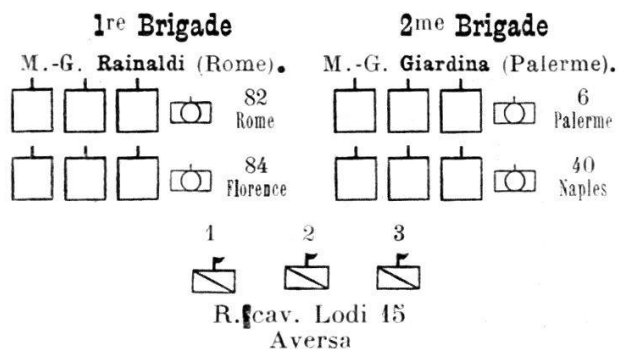 1re Brigade
M.-G. Rainaldi (Rome).
82
Rome
84
Florence
2me Brigade
M.-G. Giardina (Palerme).
6
Palerme
40
Naples
1 2 3
R. cav. Lodi 15
Aversa